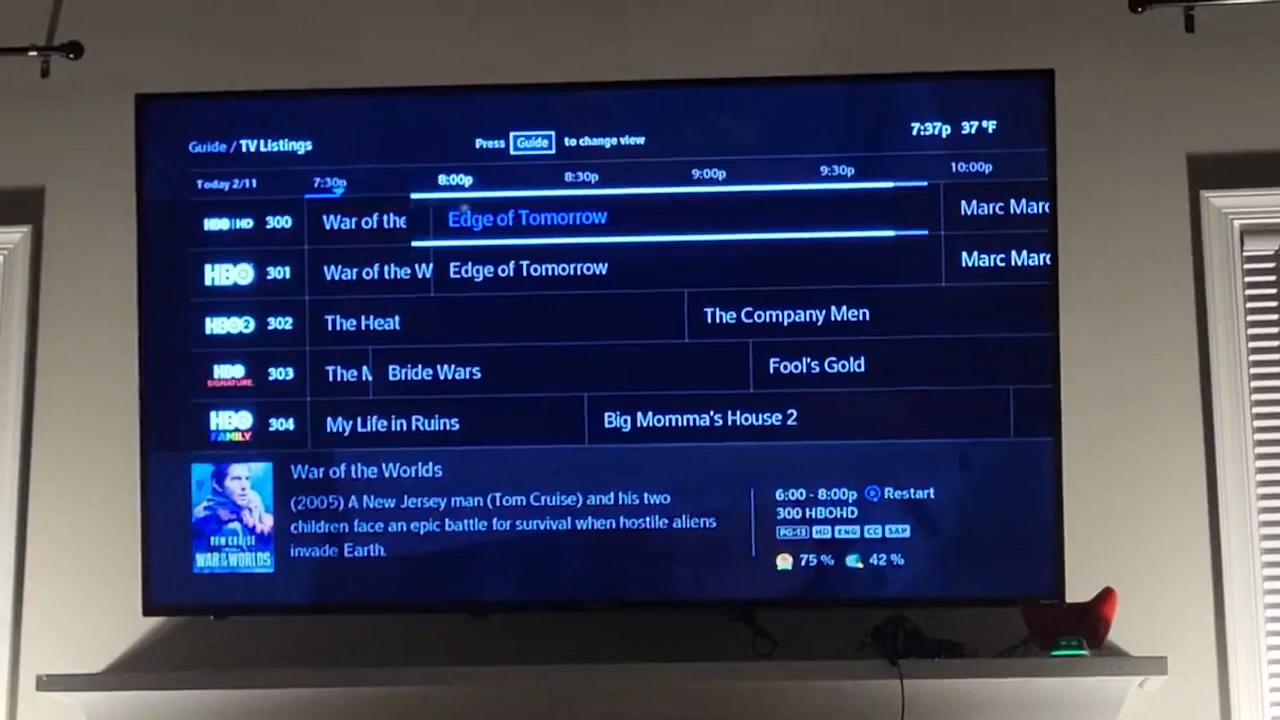 Guide / TV Listings
Press Guide to change view
7:37p 37 °F
Today 2/11 7:30p 8:00p 8:30p 9:00p 9:30p 10:00p
HBO|HD 300 War of the Edge of Tomorrow Marc Marc
HBO 301 War of the W Edge of Tomorrow Marc Marc
HBO2 302 The Heat The Company Men
HBO SIGNATURE 303 The M Bride Wars Fool's Gold
HBO FAMILY 304 My Life in Ruins Big Momma's House 2
War of the Worlds
(2005) A New Jersey man (Tom Cruise) and his two
children face an epic battle for survival when hostile aliens
invade Earth.
6:00 - 8:00p Restart
300 HBOHD
PG-13 HD ENG CC SAP
75 % 42 %
TOM CRUISE
WAR OF THE WORLDS